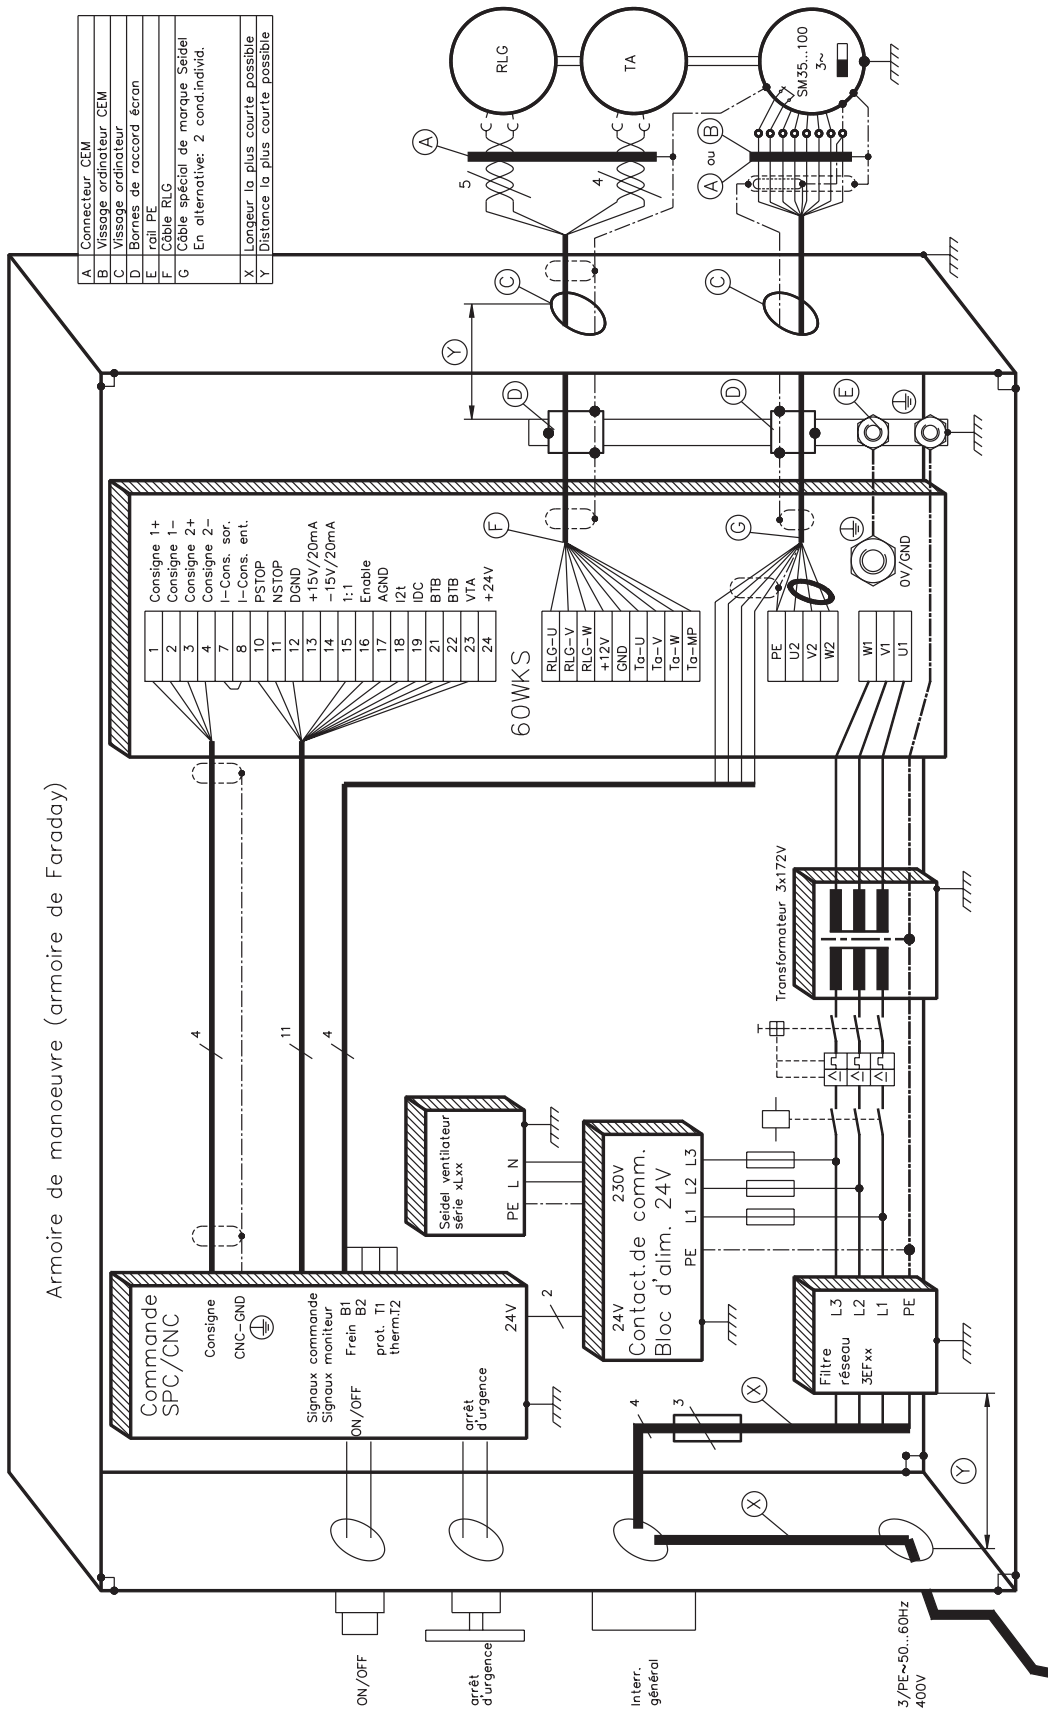 Armoire de manoeuvre (armoire de Faraday)
A Connecteur CEM
B Vissage ordinateur CEM
C Vissage ordinateur
D Bornes de raccord écran
E rail PE
F Câble RLG
G Câble spécial de marque Seidel
En alternative: 2 cond.individ.
X Longeur la plus courte possible
Y Distance la plus courte possible
Commande
SPC/CNC
Consigne
CNC-GND
Signaux commande
Signaux moniteur
Frein B1
B2
prot. T1
therm.T2
ON/OFF
arrêt
d'urgence
24V
4
11
4
2
1 Consigne 1+
2 Consigne 1-
3 Consigne 2+
4 Consigne 2-
7 I-Cons. sor.
8 I-Cons. ent.
10 PSTOP
11 NSTOP
12 DGND
13 +15V/20mA
14 -15V/20mA
15 1:1
16 Enable
17 AGND
18 I2t
19 IDC
21 BTB
22 BTB
23 VTA
24 +24V
60WKS
RLG-U
RLG-V
RLG-W
+12V
GND
Ta-U
Ta-V
Ta-W
Ta-MP
PE
U2
V2
W2
W1
V1
U1
0V/GND
F
G
D
D
E
Y
C
C
A
5
4
A
ou
B
RLG
TA
SM35...100
3~
Seidel ventilateur
série xLxx
PE L N
24V 230V
Contact.de comm.
Bloc d'alim. 24V
PE L1 L2 L3
Transformateur 3x172V
Filtre
réseau
3EFxx
L3
L2
L1
PE
4
3
X
X
Y
ON/OFF
arrêt
d'urgence
Interr.
général
3/PE~50...60Hz
400V